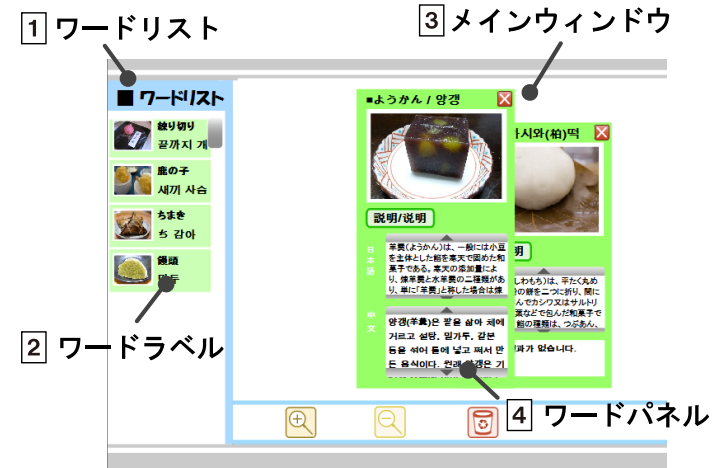 1 ワードリスト
3 メインウィンドウ
■ ワードリスト
練り切り
끝까지 개
鹿の子
새끼 사슴
ちまき
ち 감아
饅頭
2 ワードラベル
■ようかん / 양갱
説明/说明
日本語
羊羹(ようかん)は、一般には小豆
を主体とした餡を寒天で固めた和
菓子である。寒天の添加量によ
り、煉羊羹と水羊羹の二種類があ
り、単に「羊羹」と称した場合は煉
中文
양갱(羊羹)은 팥을 삶아 체에
거르고 설탕, 밀가루, 갈분
등을 섞어 틀에 넣고 쪄서 만
든 음식이다. 원래
시와(柏)떡
明
しわもち)は、平たく丸め
の餅を二つに折り、間に
んでカシワ又はサルトリ
葉などで包んだ和菓子で
餡の種類は、つぶあん、
과가 없습니다.
4 ワードパネル